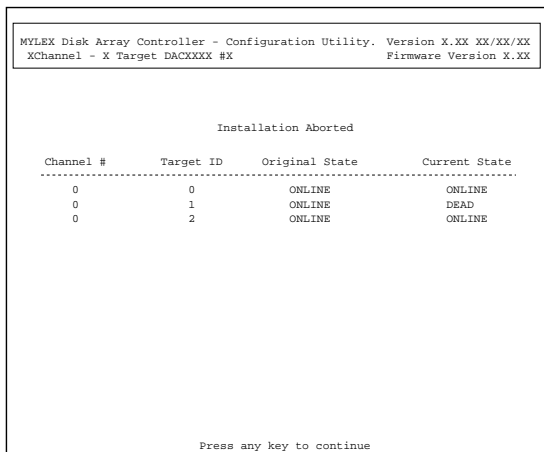 MYLEX Disk Array Controller - Configuration Utility. Version X.XX XX/XX/XX
XChannel - X Target DACXXXX #X Firmware Version X.XX
Installation Aborted
Channel # Target ID Original State Current State
0 0 ONLINE ONLINE
0 1 ONLINE DEAD
0 2 ONLINE ONLINE
Press any key to continue